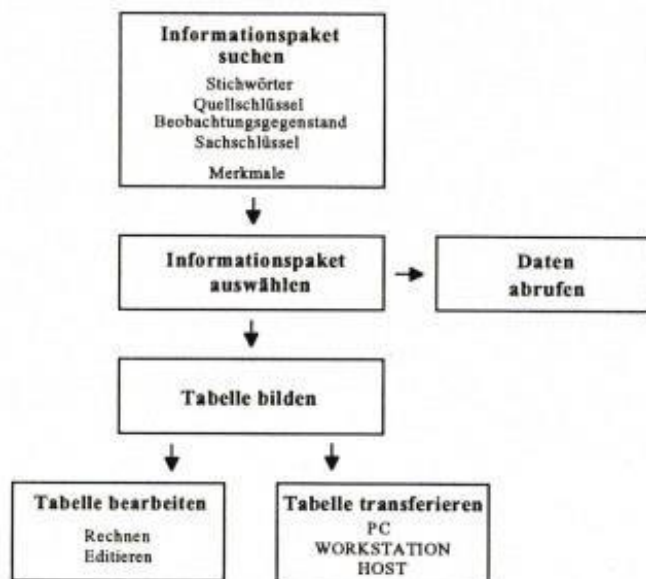 Informationspaket
suchen
Stichwörter
Quellschlüssel
Beobachtungsgegenstand
Sachschlüssel
Merkmale
Informationspaket
auswählen
Daten
abrufen
Tabelle bilden
Tabelle bearbeiten
Rechnen
Editieren
Tabelle transferieren
PC
WORKSTATION
HOST